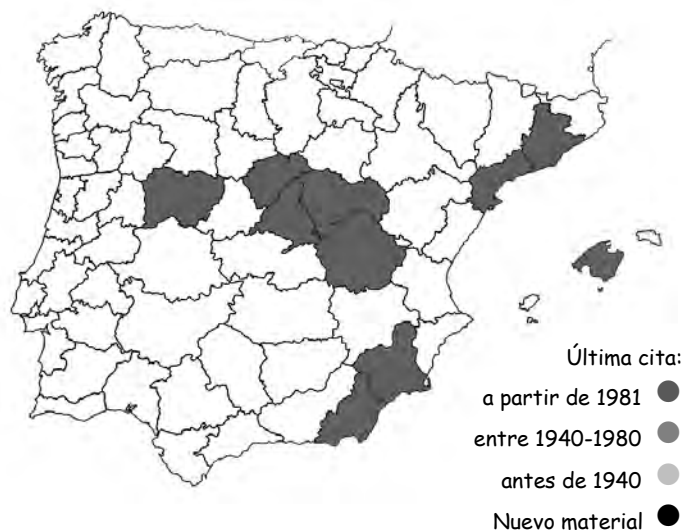 Última cita:
a partir de 1981
entre 1940-1980
antes de 1940
Nuevo material